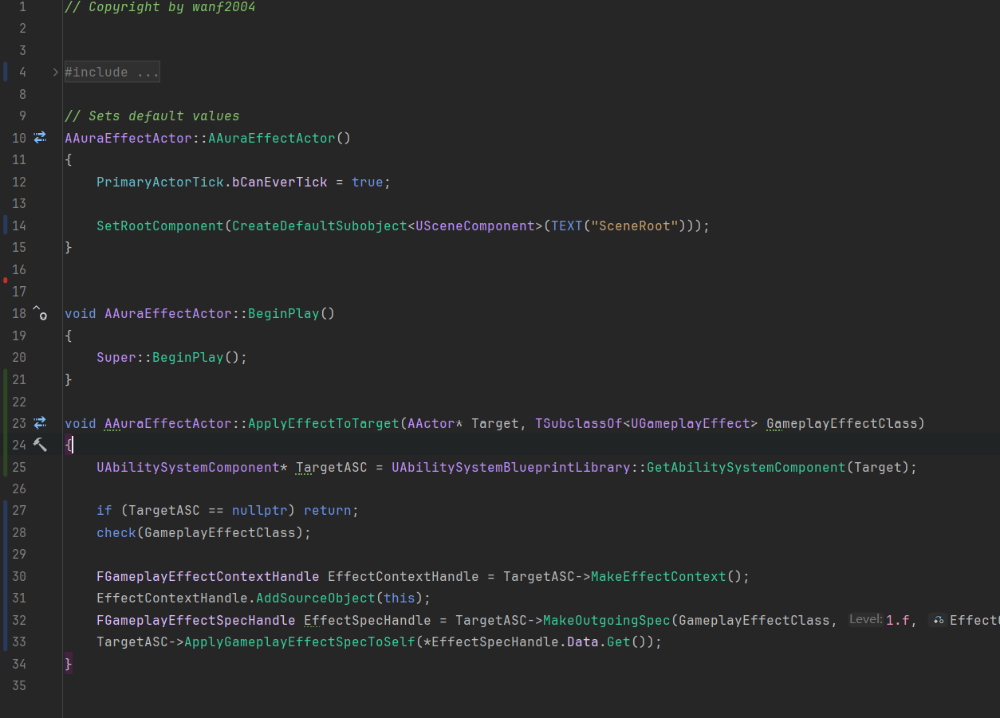 1 // Copyright by wanf2004
2
3
4 #include ...
8
9 // Sets default values
10 AAuraEffectActor::AAuraEffectActor()
11 {
12     PrimaryActorTick.bCanEverTick = true;
13
14     SetRootComponent(CreateDefaultSubobject<USceneComponent>(TEXT("SceneRoot")));
15 }
16
17
18 void AAuraEffectActor::BeginPlay()
19 {
20     Super::BeginPlay();
21 }
22
23 void AAuraEffectActor::ApplyEffectToTarget(AActor* Target, TSubclassOf<UGameplayEffect> GameplayEffectClass)
24 {
25     UAbilitySystemComponent* TargetASC = UAbilitySystemBlueprintLibrary::GetAbilitySystemComponent(Target);
26
27     if (TargetASC == nullptr) return;
28     check(GameplayEffectClass);
29
30     FGameplayEffectContextHandle EffectContextHandle = TargetASC->MakeEffectContext();
31     EffectContextHandle.AddSourceObject(this);
32     FGameplayEffectSpecHandle EffectSpecHandle = TargetASC->MakeOutgoingSpec(GameplayEffectClass, Level: 1.f,
33     TargetASC->ApplyGameplayEffectSpecToSelf(*EffectSpecHandle.Data.Get());
34 }
35